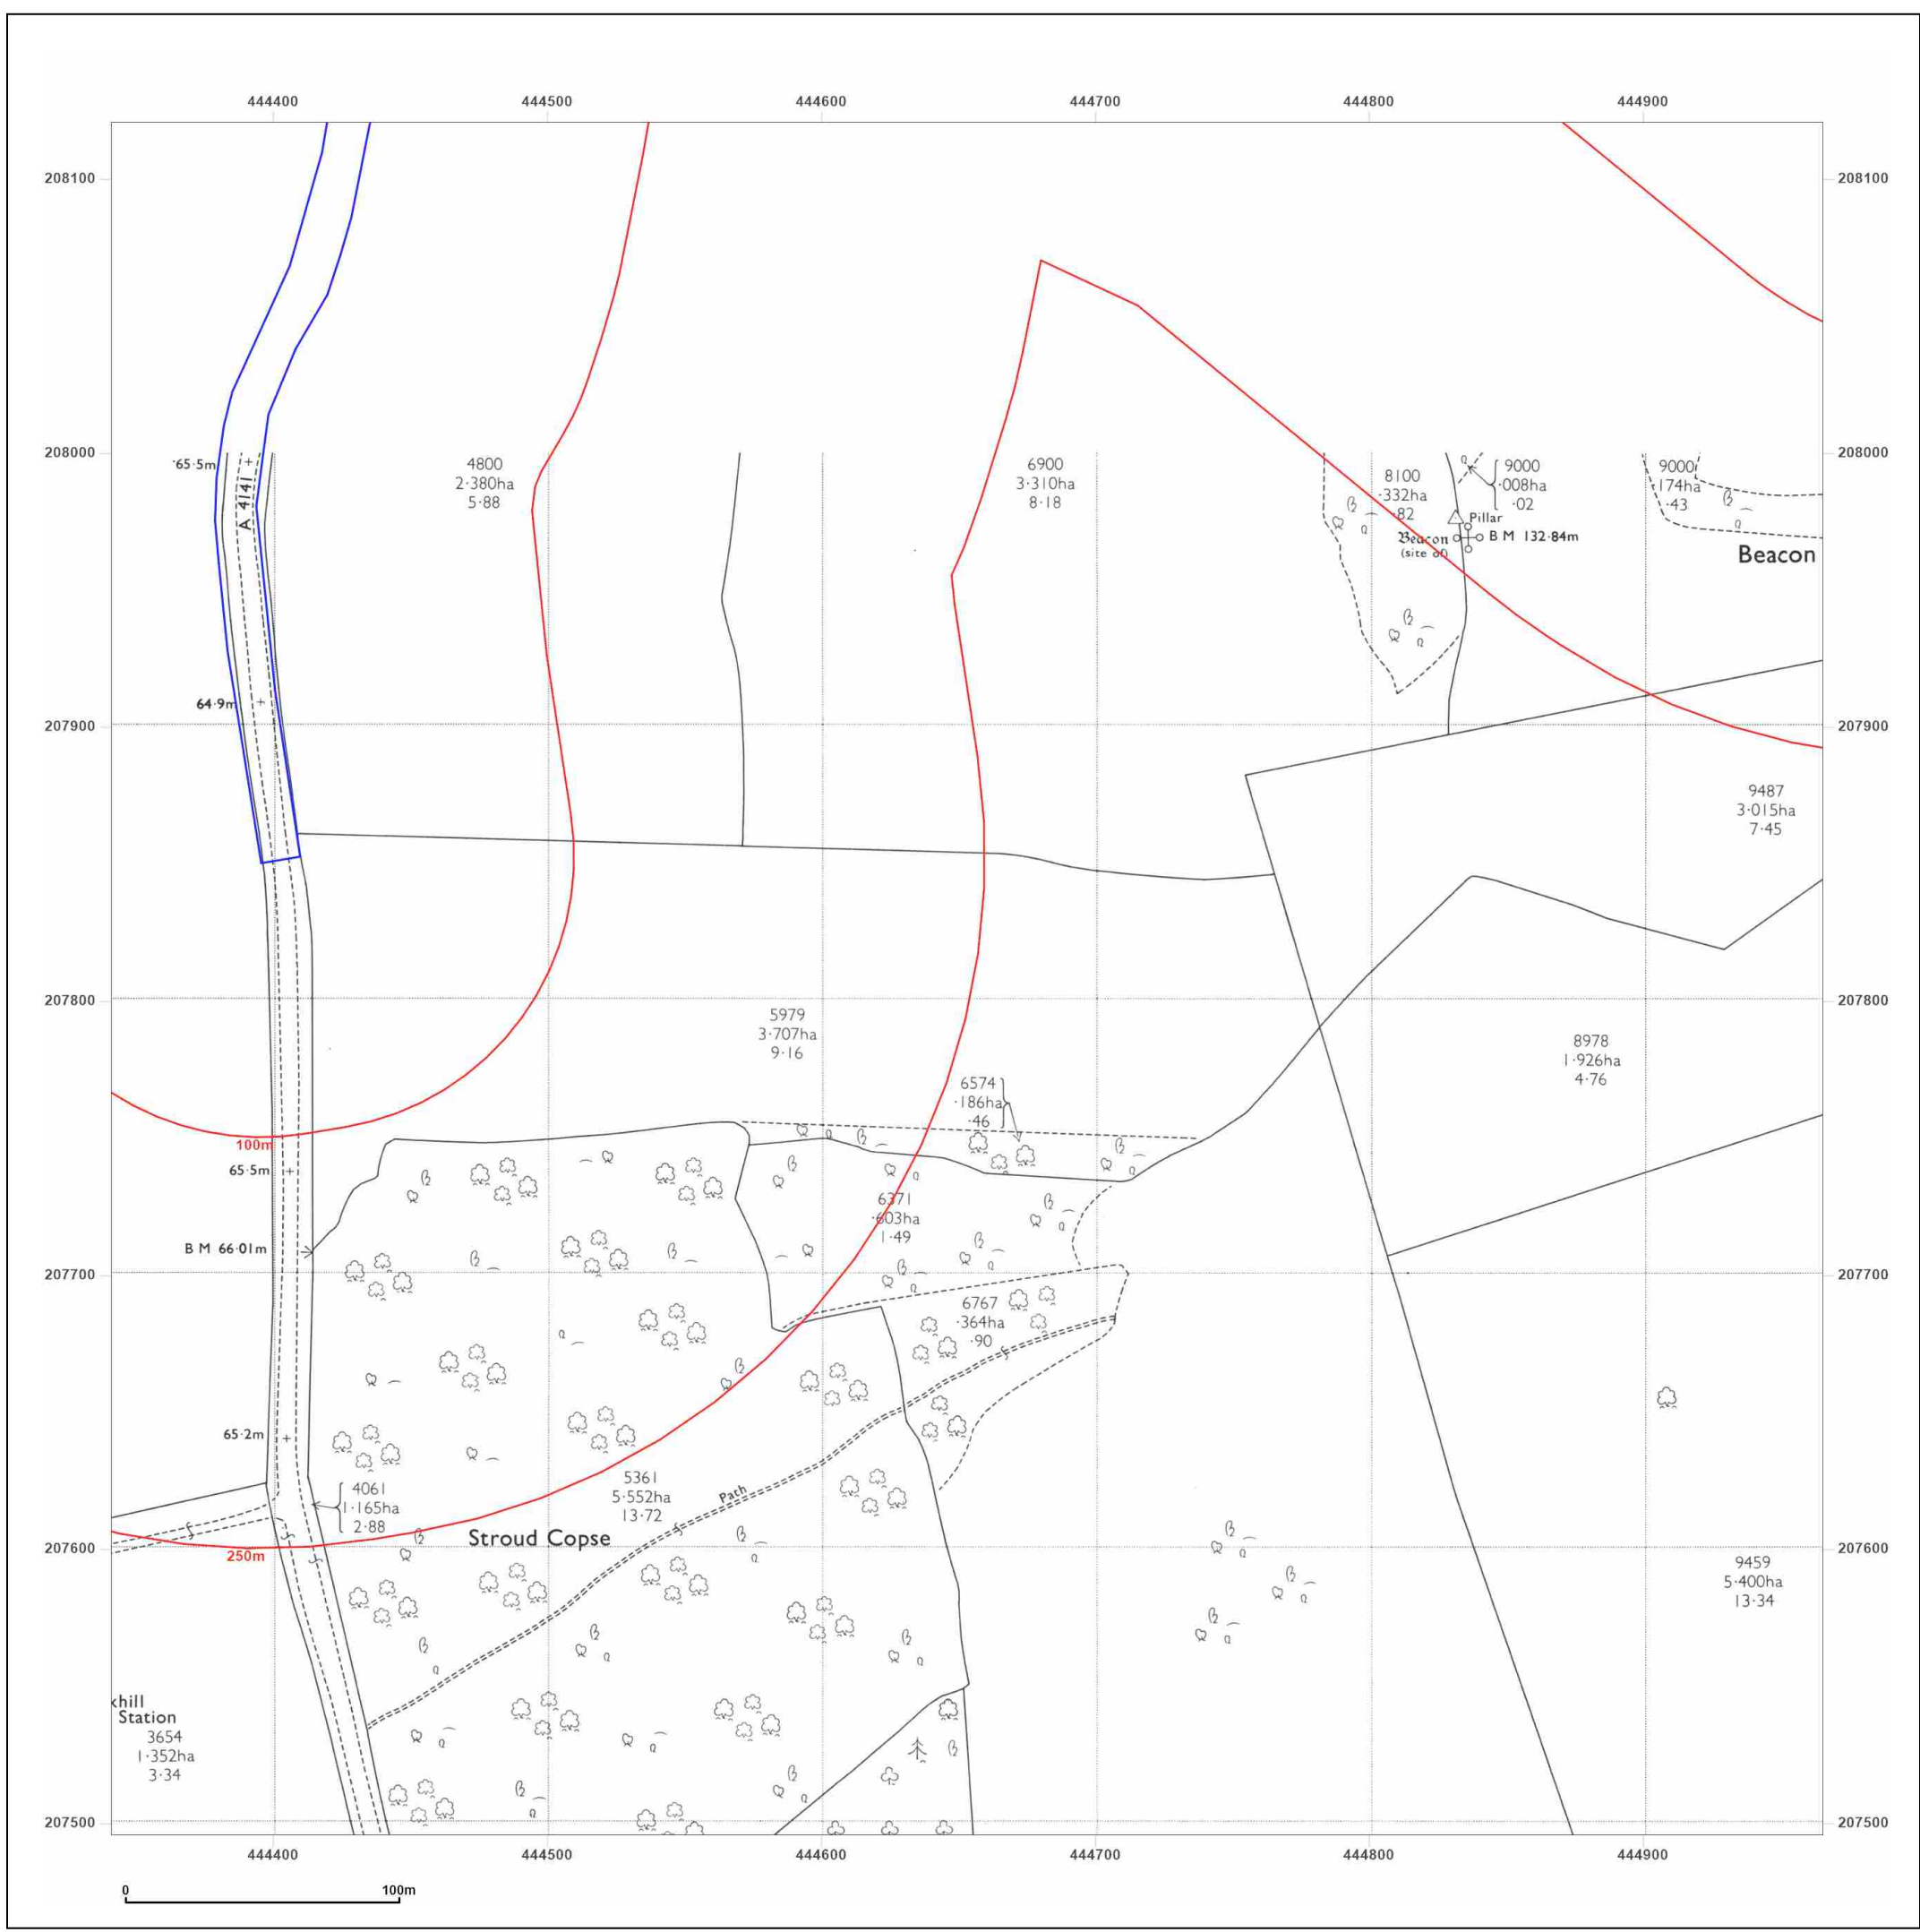 444400 444500 444600 444700 444800 444900
208100 208100
208000 208000
65·5m
A 4141
4800
2·380ha
5·88
6900
3·310ha
8·18
8100
·332ha
·82
9000
·008ha
·02
9000
·174ha
·43
Pillar
Beacon
(site of)
B M 132·84m
Beacon
64·9m
207900 207900
9487
3·015ha
7·45
207800 207800
5979
3·707ha
9·16
8978
1·926ha
4·76
6574
·186ha
·46
100m
65·5m
6371
·603ha
1·49
B M 66·01m
207700 207700
6767
·364ha
·90
65·2m
5361
5·552ha
13·72
Path
4061
1·165ha
2·88
Stroud Copse
207600 207600
250m
9459
5·400ha
13·34
khill
Station
3654
1·352ha
3·34
207500 207500
444400 444500 444600 444700 444800 444900
0 100m